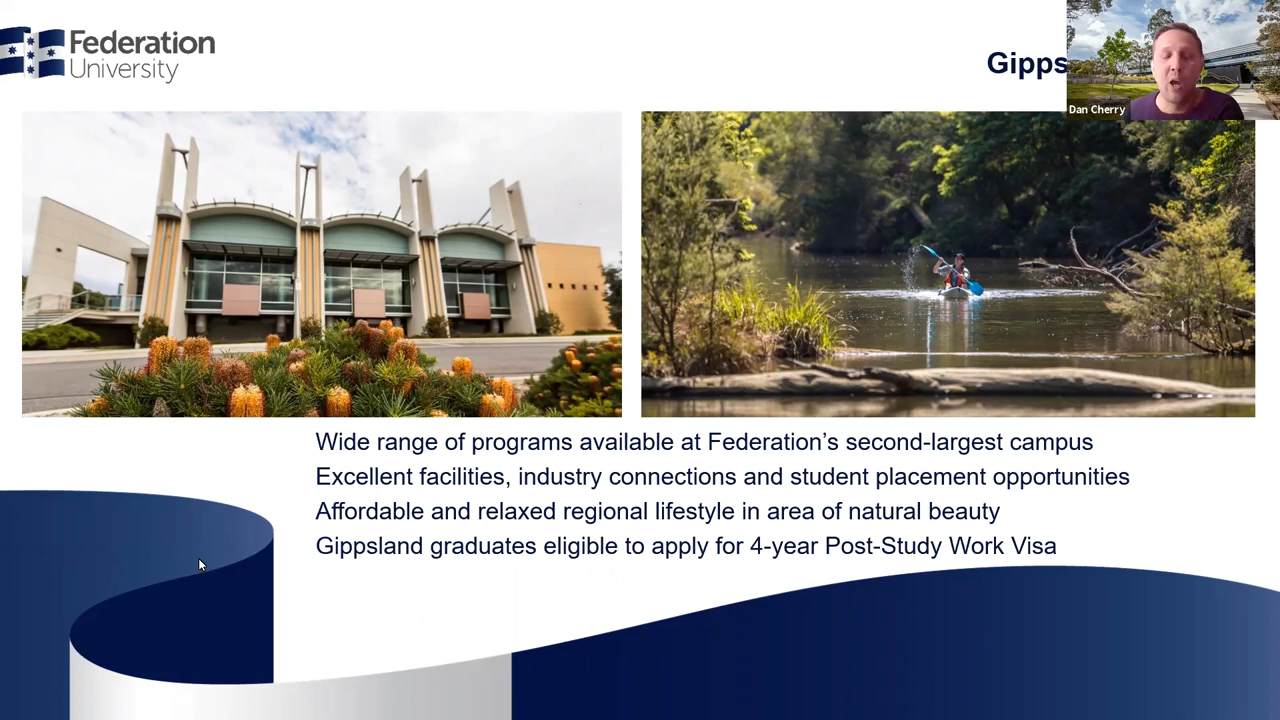 Federation
University
Gipps
Dan Cherry
Wide range of programs available at Federation’s second-largest campus
Excellent facilities, industry connections and student placement opportunities
Affordable and relaxed regional lifestyle in area of natural beauty
Gippsland graduates eligible to apply for 4-year Post-Study Work Visa